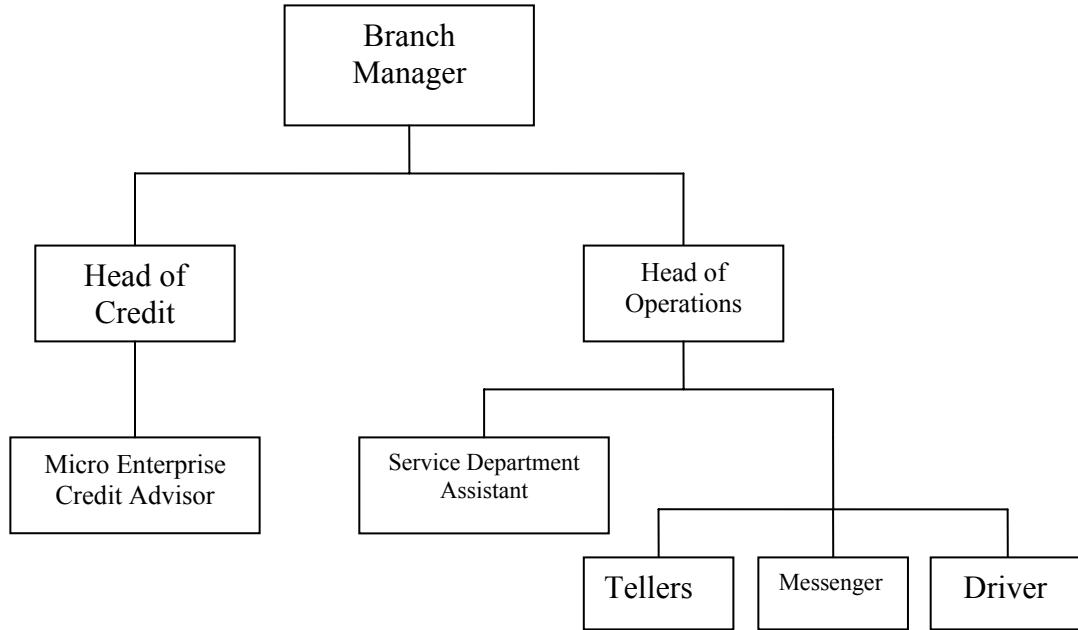 Branch
Manager
Head of
Credit
Head of
Operations
Micro Enterprise
Credit Advisor
Service Department
Assistant
Tellers
Messenger
Driver